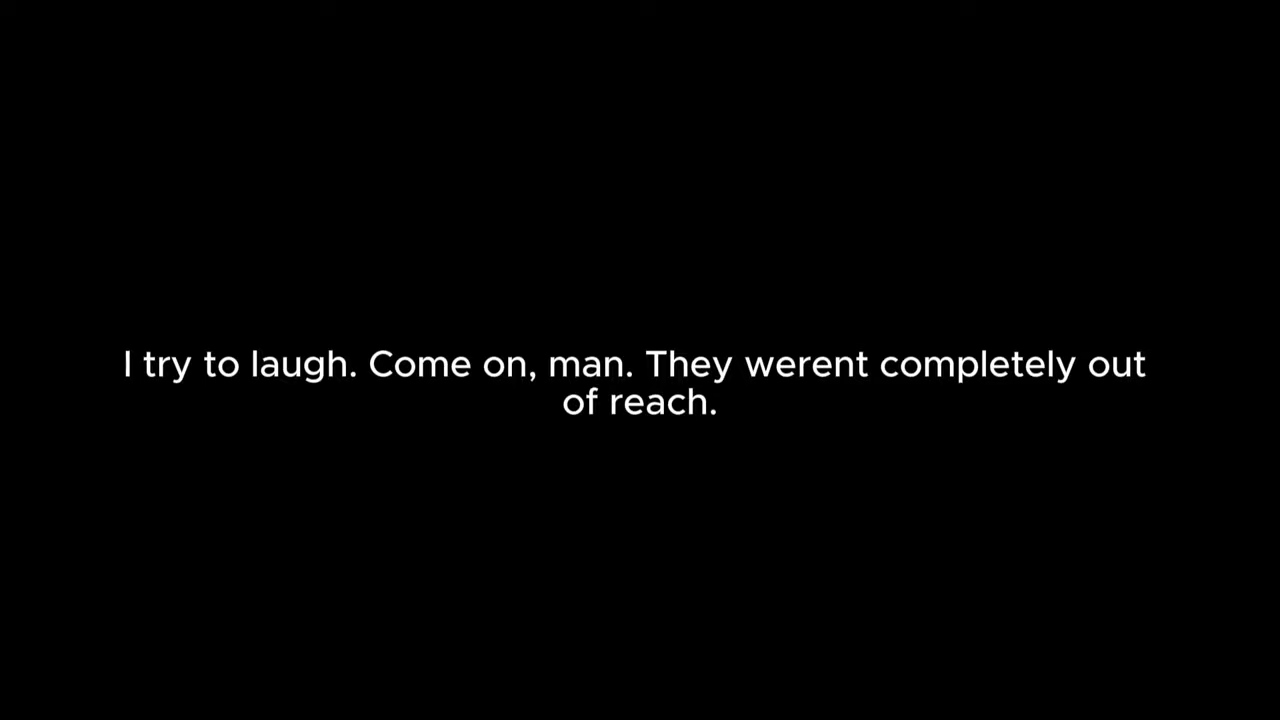 I try to laugh. Come on, man. They werent completely out
of reach.